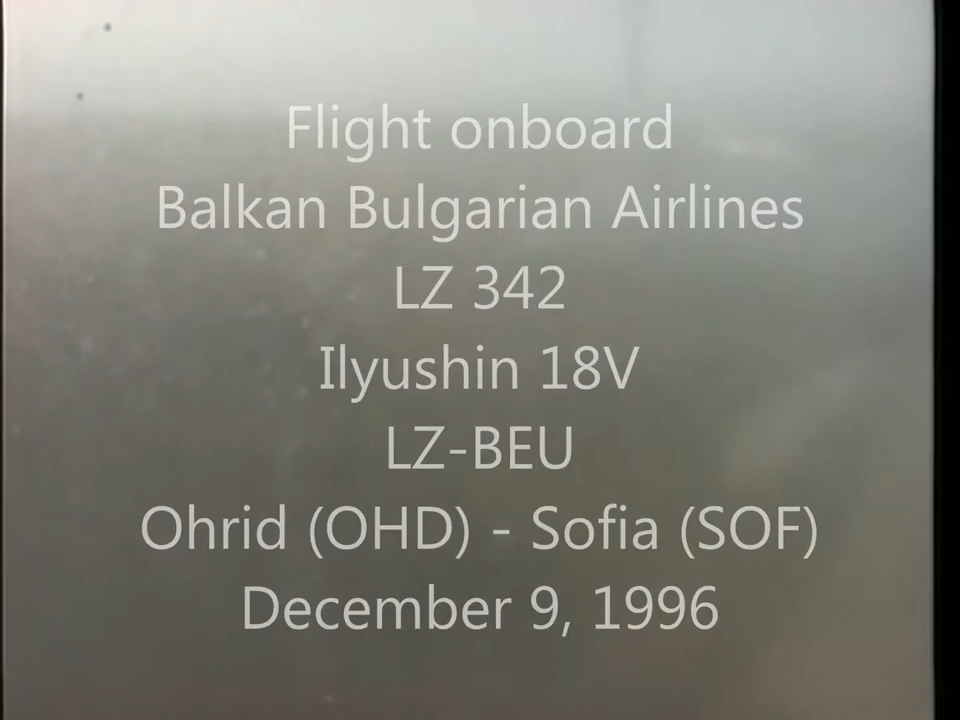 Flight onboard
Balkan Bulgarian Airlines
LZ 342
Ilyushin 18V
LZ-BEU
Ohrid (OHD) - Sofia (SOF)
December 9, 1996